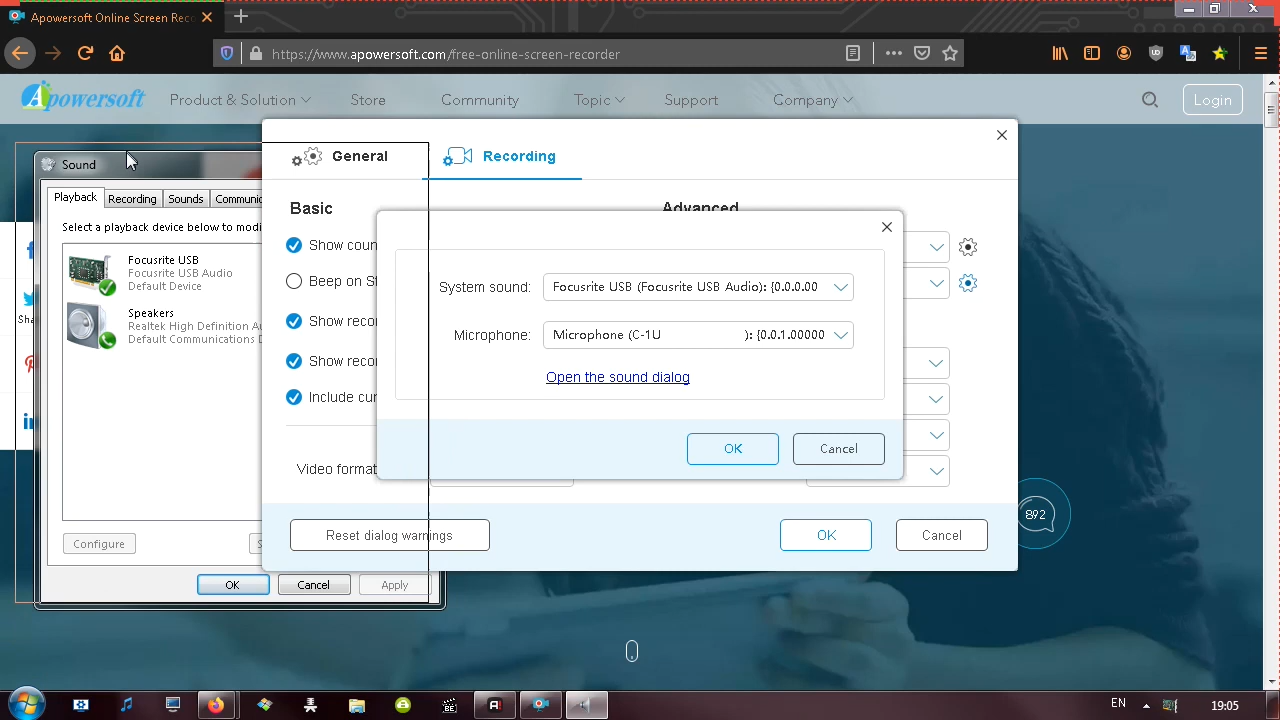 Apowersoft Online Screen Rec
https://www.apowersoft.com/free-online-screen-recorder
Apowersoft
Product & Solution
Store
Community
Topic
Support
Company
Login
General
Recording
Sound
Playback
Recording
Sounds
Communic
Select a playback device below to modi
Focusrite USB
Focusrite USB Audio
Default Device
Speakers
Realtek High Definition Au
Default Communications D
Configure
OK
Cancel
Apply
Basic
Advanced
Show coun
Beep on St
Show reco
Show reco
Include cur
Video format
System sound:
Focusrite USB (Focusrite USB Audio): {0.0.0.00
Microphone:
Microphone (C-1U ): {0.0.1.00000
Open the sound dialog
OK
Cancel
Reset dialog warnings
OK
Cancel
Sha
892
EN
19:05